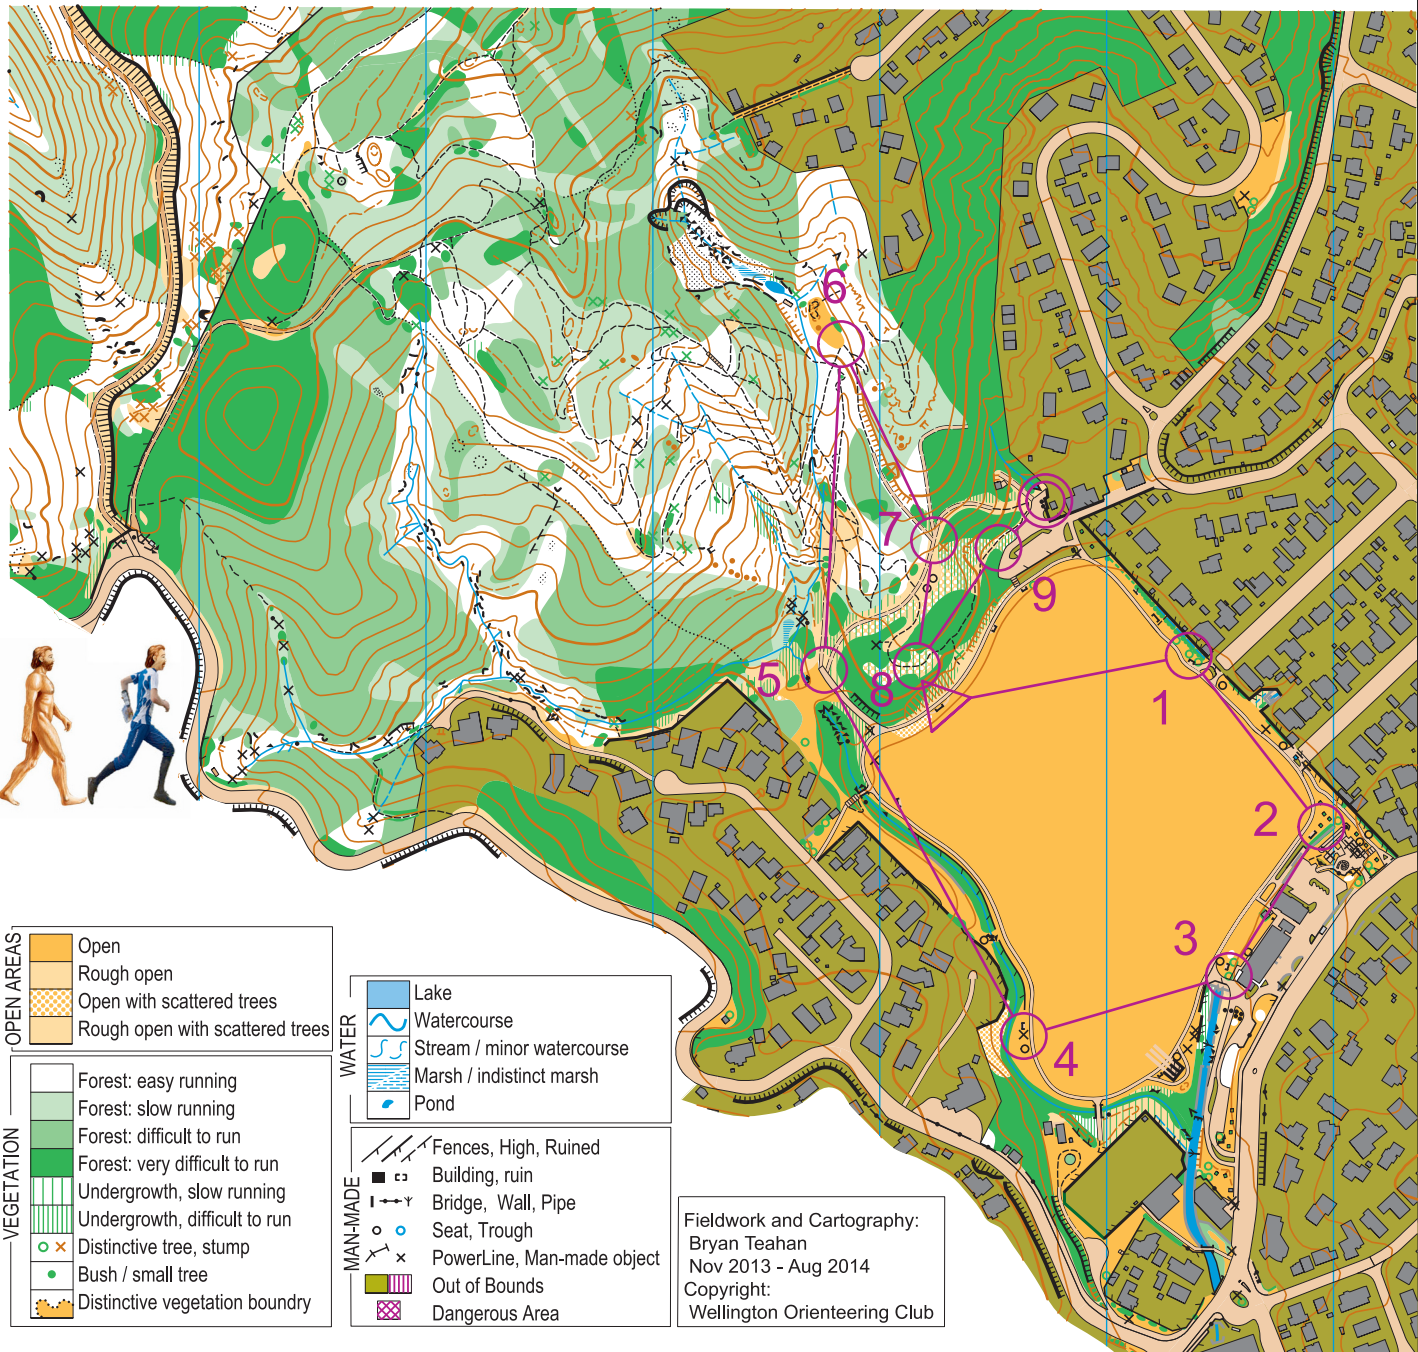 6
7
9
5
8
1
2
3
4
OPEN AREAS
Open
Rough open
Open with scattered trees
Rough open with scattered trees
VEGETATION
Forest: easy running
Forest: slow running
Forest: difficult to run
Forest: very difficult to run
Undergrowth, slow running
Undergrowth, difficult to run
Distinctive tree, stump
Bush / small tree
Distinctive vegetation boundry
WATER
Lake
Watercourse
Stream / minor watercourse
Marsh / indistinct marsh
Pond
MAN-MADE
Fences, High, Ruined
Building, ruin
Bridge, Wall, Pipe
Seat, Trough
PowerLine, Man-made object
Out of Bounds
Dangerous Area
Fieldwork and Cartography:
Bryan Teahan
Nov 2013 - Aug 2014
Copyright:
Wellington Orienteering Club